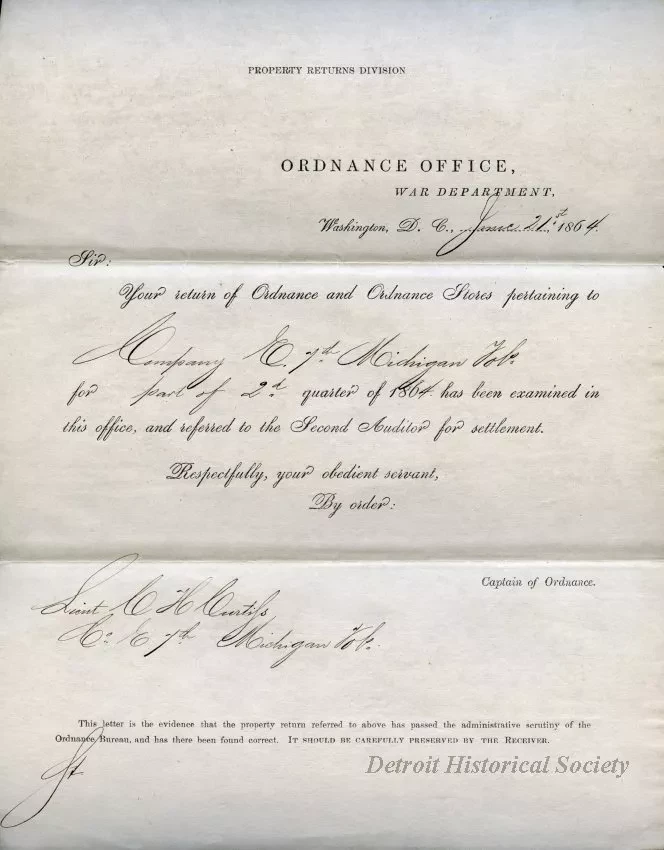 PROPERTY RETURNS DIVISION
ORDNANCE OFFICE,
WAR DEPARTMENT,
Washington, D. C., June 21st 1864.
Sir:
Your return of Ordnance and Ordnance Stores pertaining to
Company E. 7th Michigan Vols
for part of 2d quarter of 1864 has been examined in
this office, and referred to the Second Auditor for settlement.
Respectfully, your obedient servant,
By order:
Captain of Ordnance.
Lieut C H Curtiss
Co E 7th Michigan Vols.
This letter is the evidence that the property return referred to above has passed the administrative scrutiny of the
Ordnance Bureau, and has there been found correct. IT SHOULD BE CAREFULLY PRESERVED BY THE RECEIVER.
Detroit Historical Society